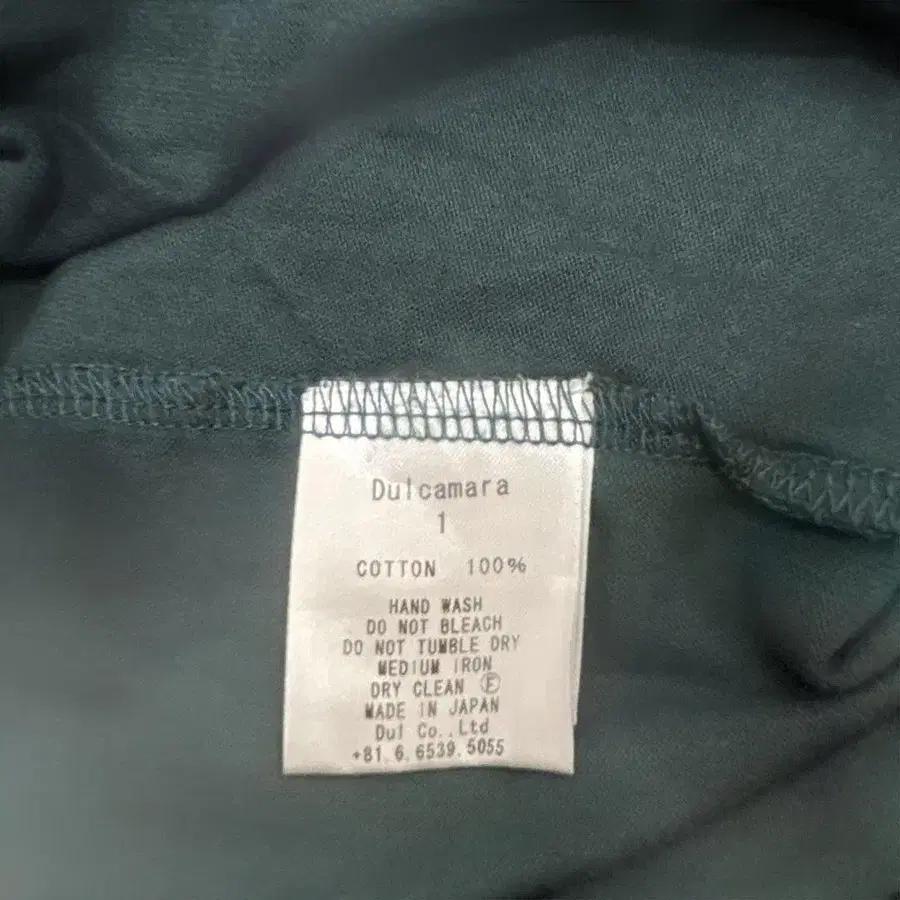 Dulcamara
1
COTTON 100%
HAND WASH
DO NOT BLEACH
DO NOT TUMBLE DRY
MEDIUM IRON
DRY CLEAN Ⓕ
MADE IN JAPAN
Dul Co.,Ltd
+81.6.6539.5055